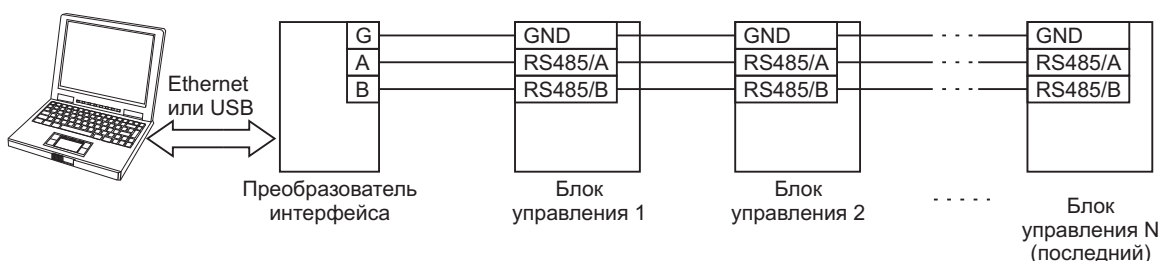 G
GND
GND
GND
A
RS485/A
RS485/A
RS485/A
B
RS485/B
RS485/B
RS485/B
Ethernet
или USB
Преобразователь
интерфейса
Блок
управления 1
Блок
управления 2
Блок
управления N
(последний)